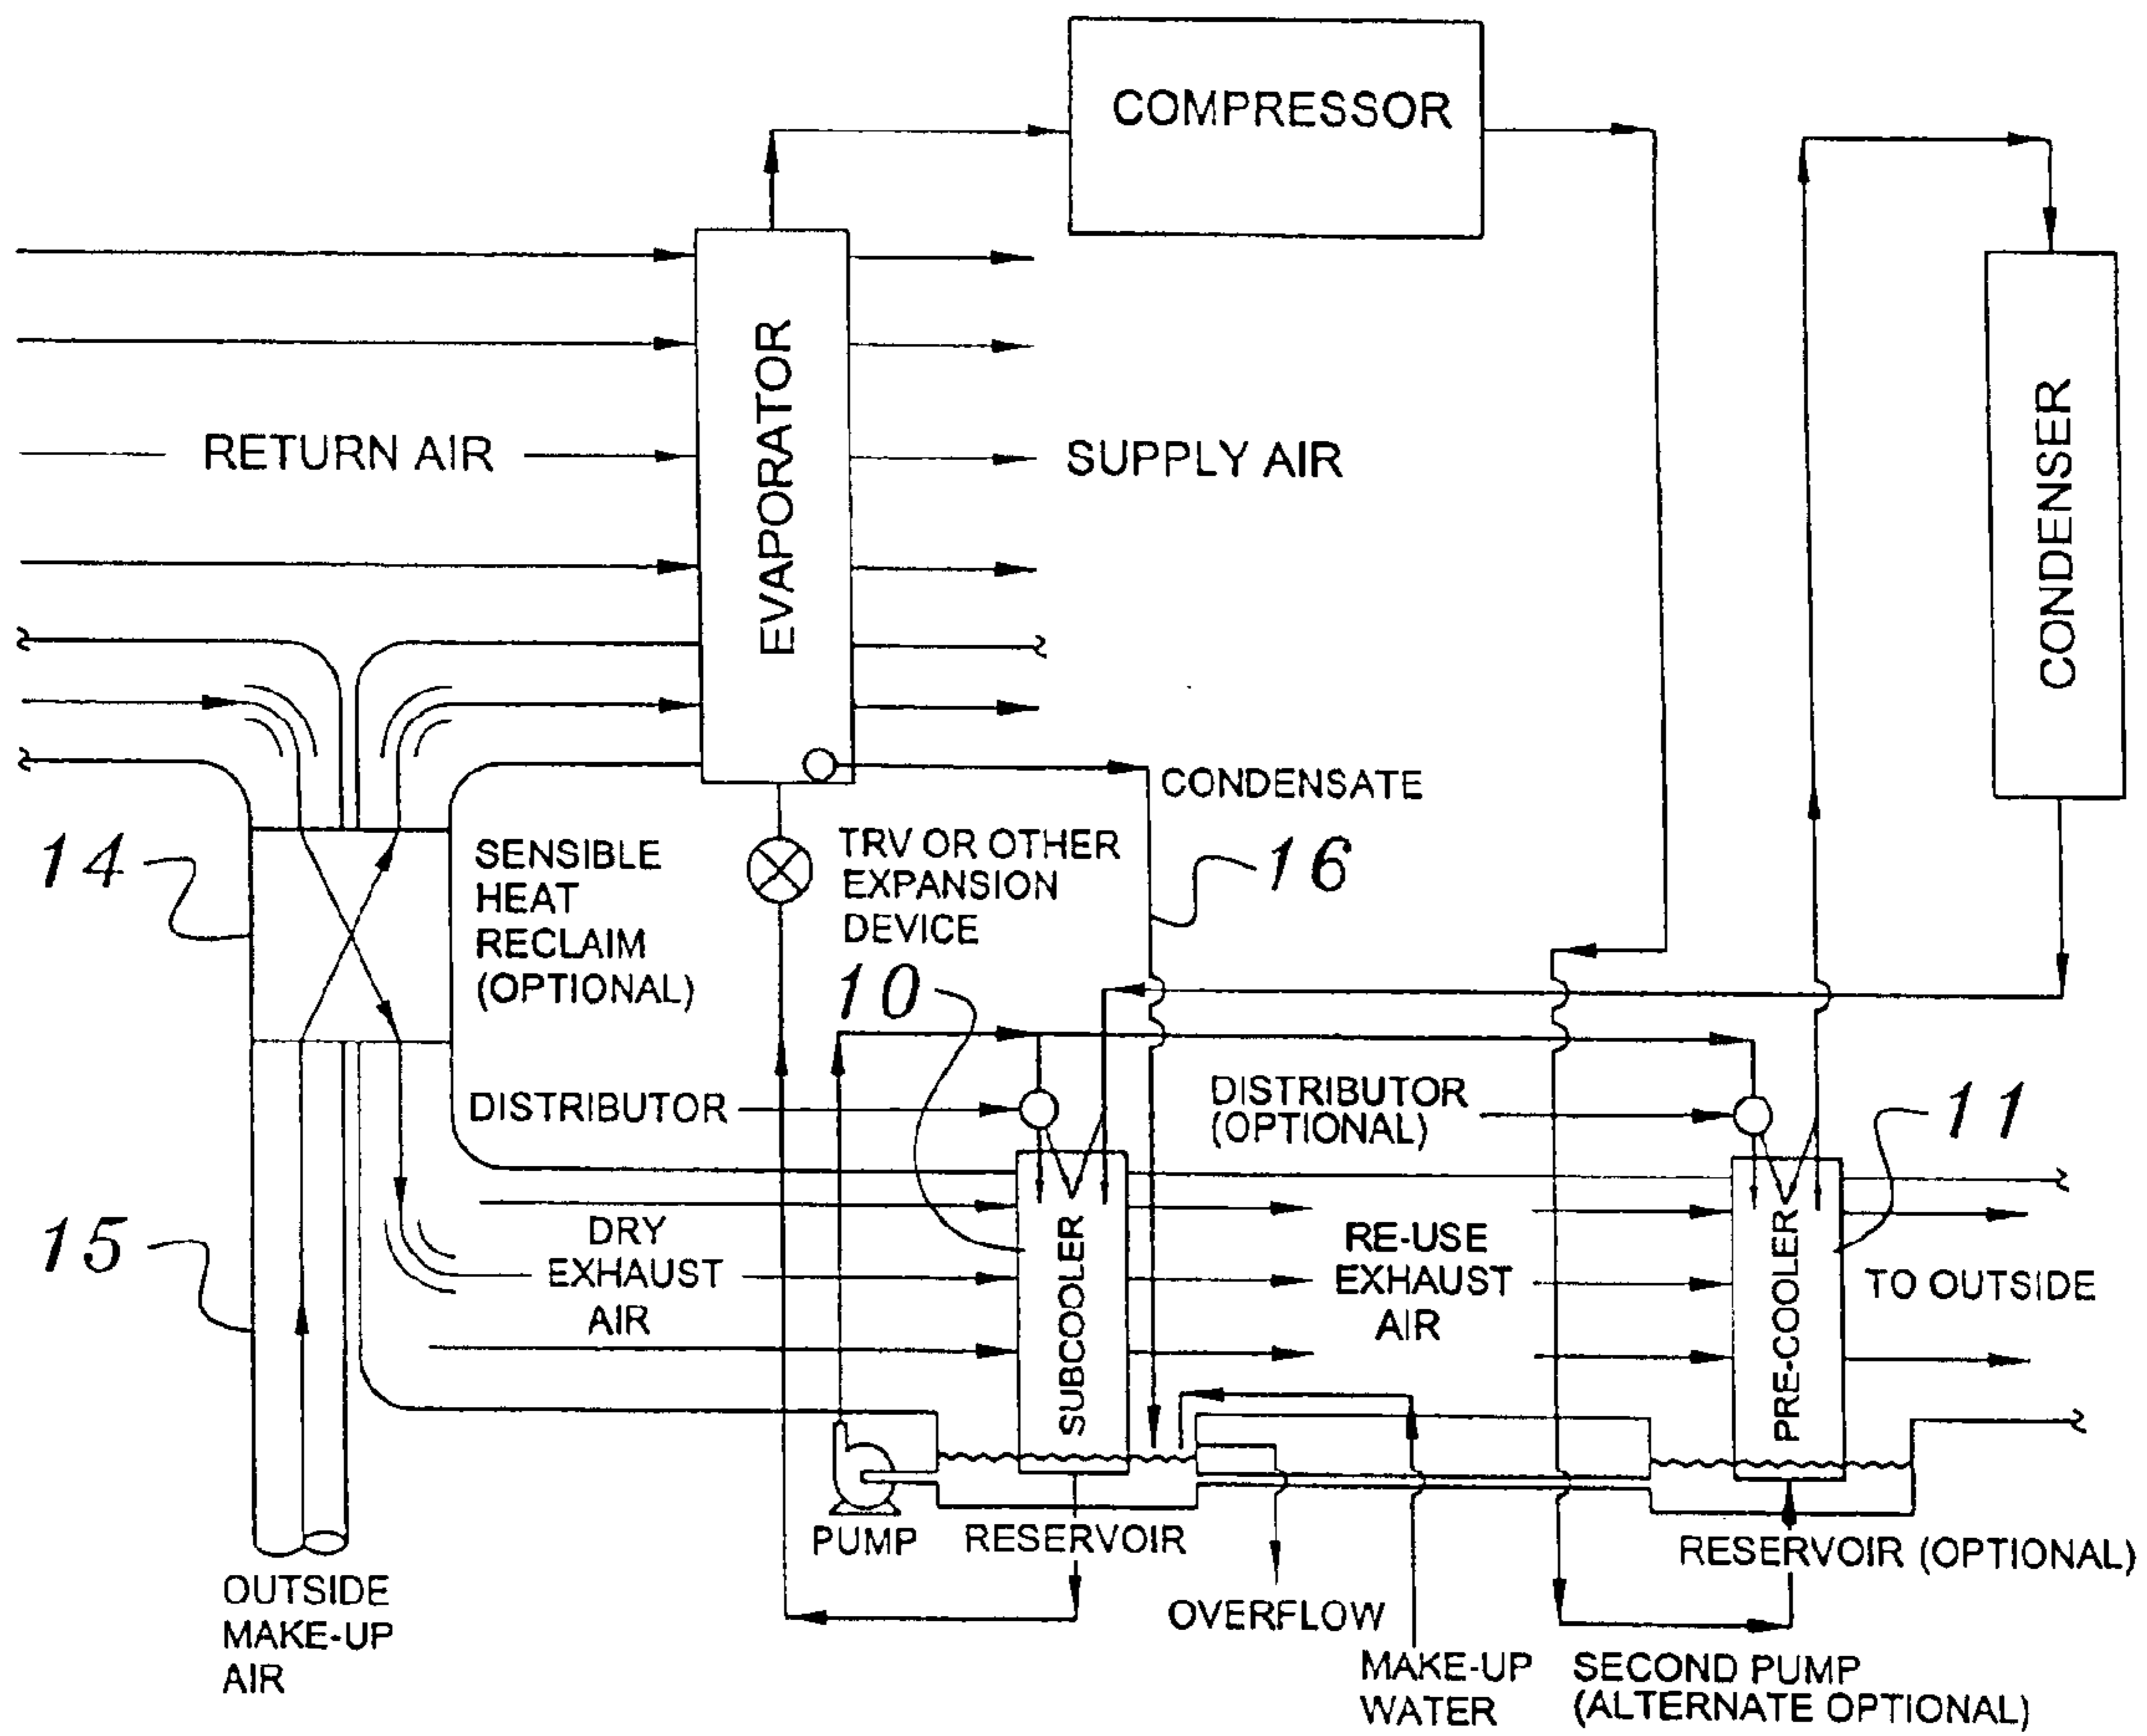 COMPRESSOR
EVAPORATOR
RETURN AIR
SUPPLY AIR
CONDENSER
CONDENSATE
14
SENSIBLE
HEAT
RECLAIM
(OPTIONAL)
TRV OR OTHER
EXPANSION
DEVICE
16
10
DISTRIBUTOR
DISTRIBUTOR
(OPTIONAL)
11
15
DRY
EXHAUST
AIR
SUBCOOLER
RE-USE
EXHAUST
AIR
PRE-COOLER
TO OUTSIDE
PUMP
RESERVOIR
RESERVOIR (OPTIONAL)
OUTSIDE
MAKE-UP
AIR
OVERFLOW
MAKE-UP
WATER
SECOND PUMP
(ALTERNATE OPTIONAL)